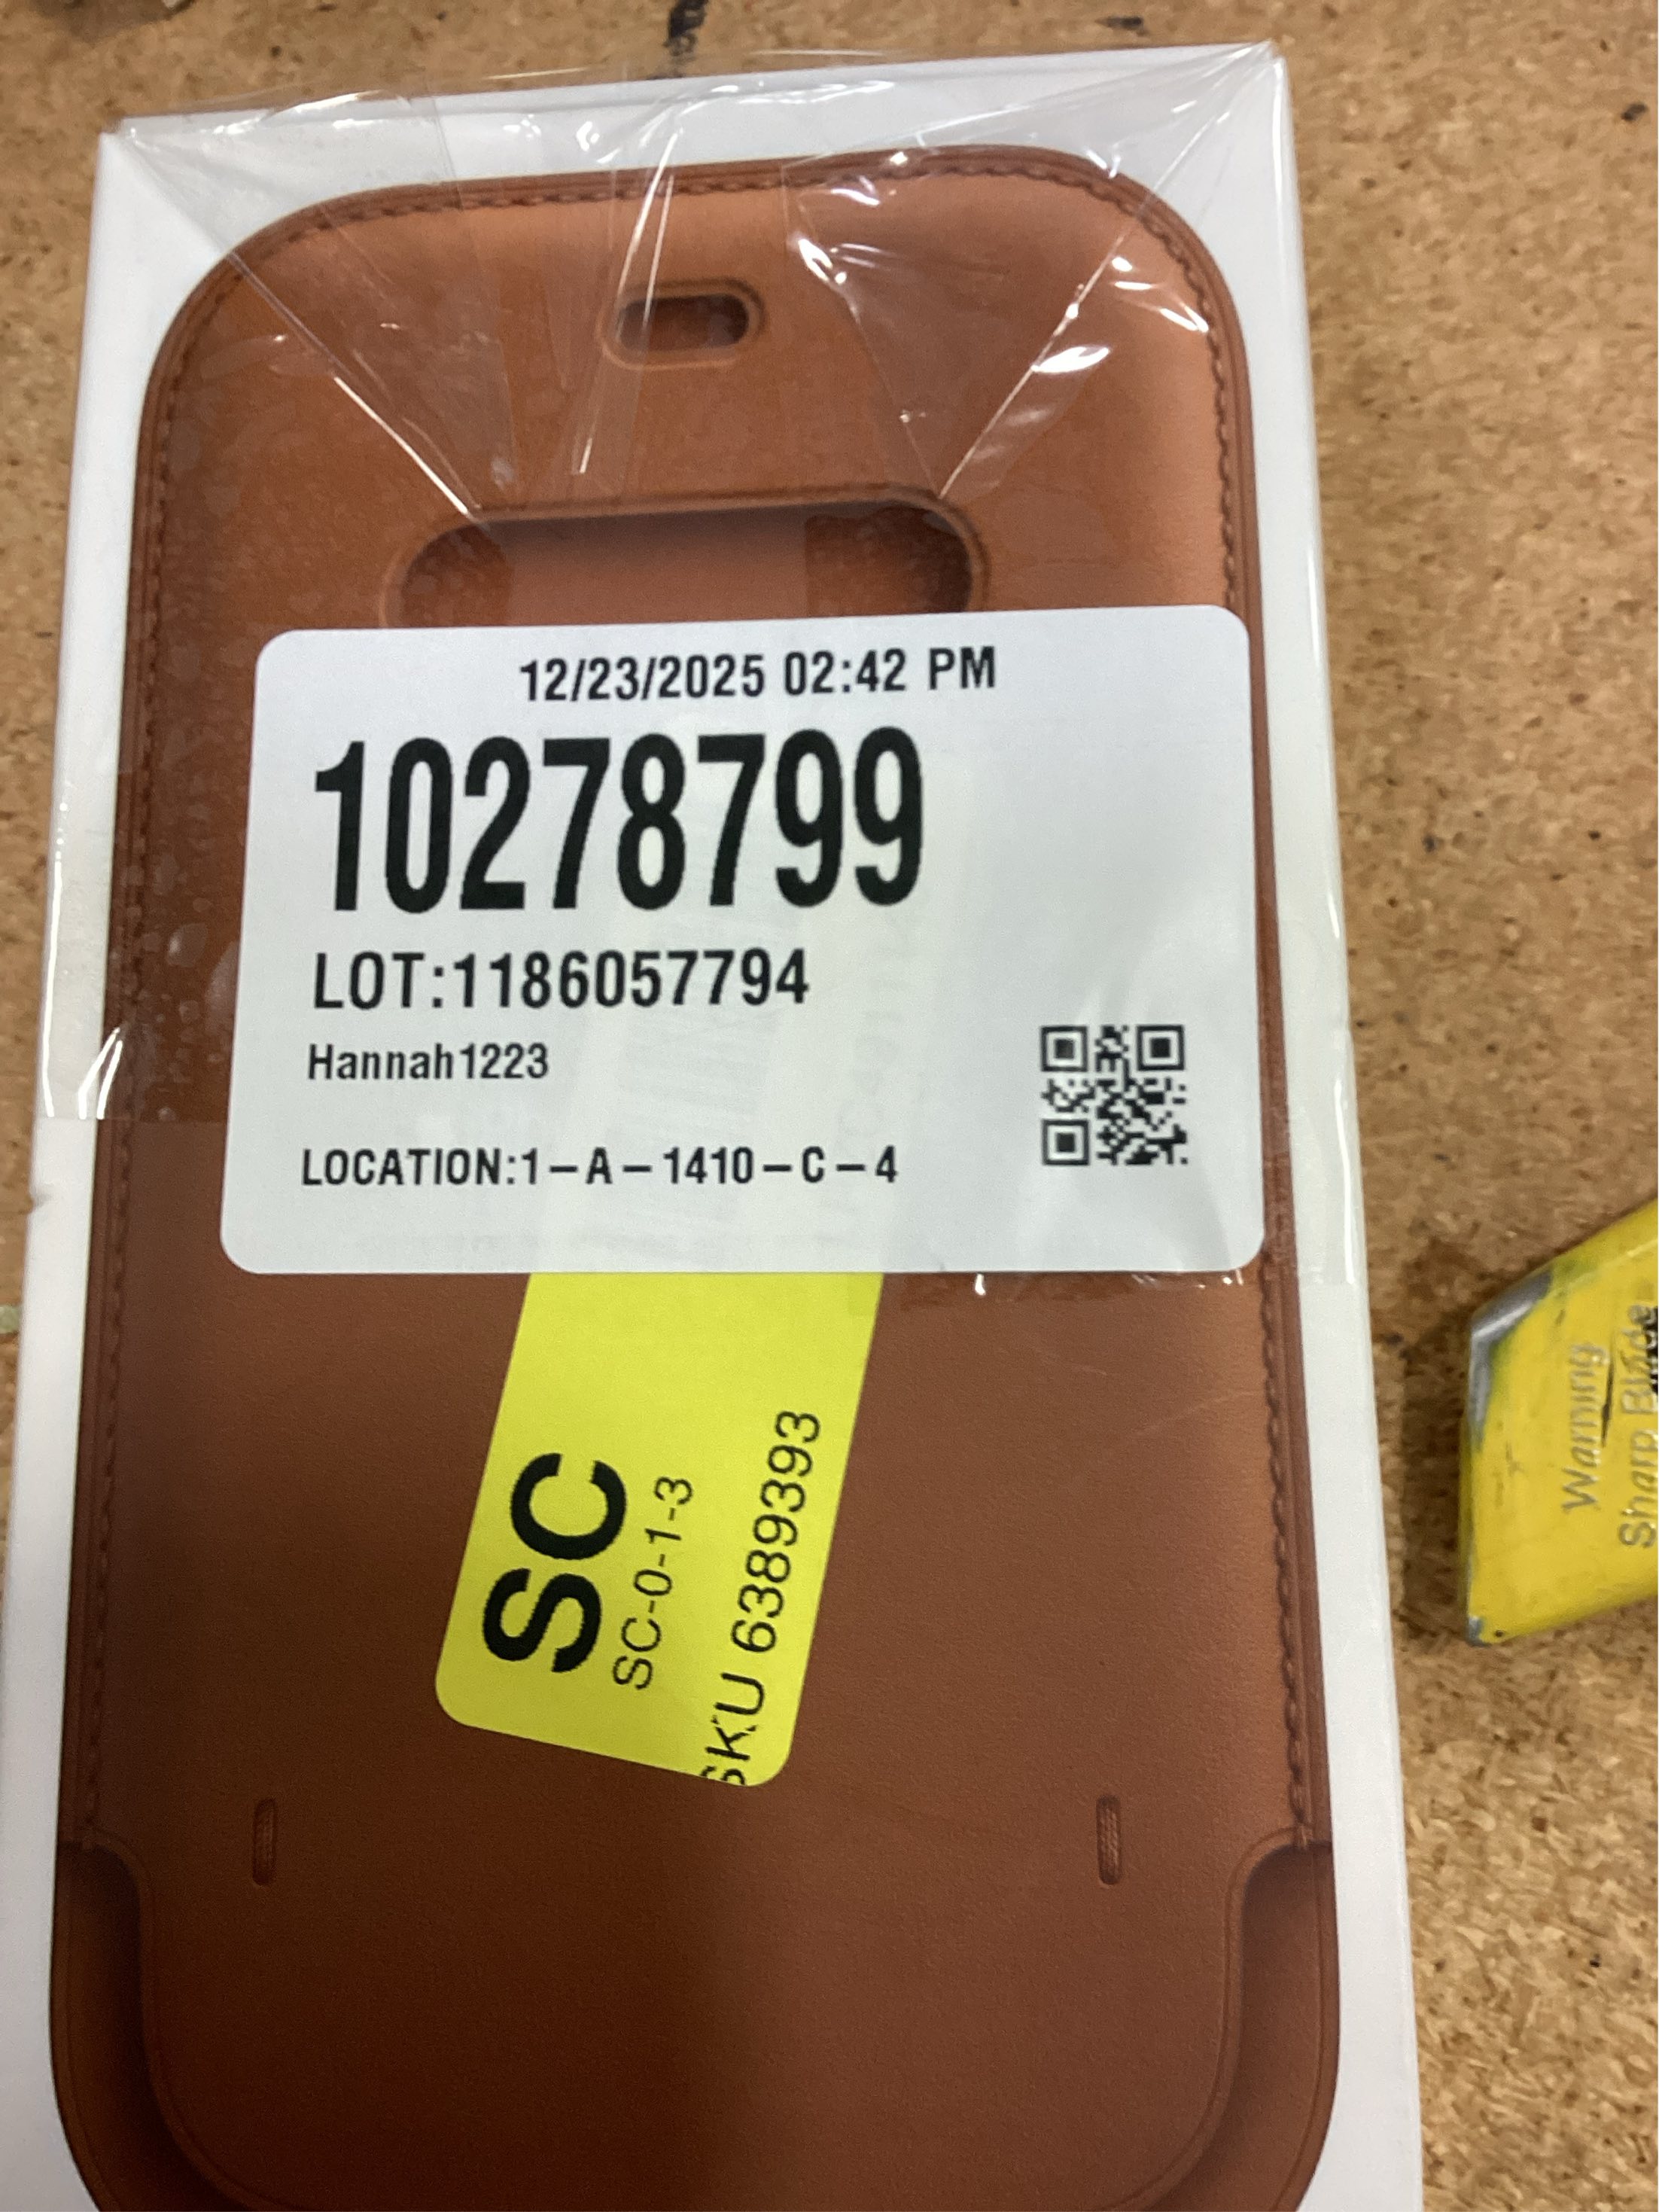 12/23/2025 02:42 PM
10278799
LOT:1186057794
Hannah1223
LOCATION:1-A-1410-C-4
SC
SC-0-1-3
SKU 6389393
Warning
Sharp Blade